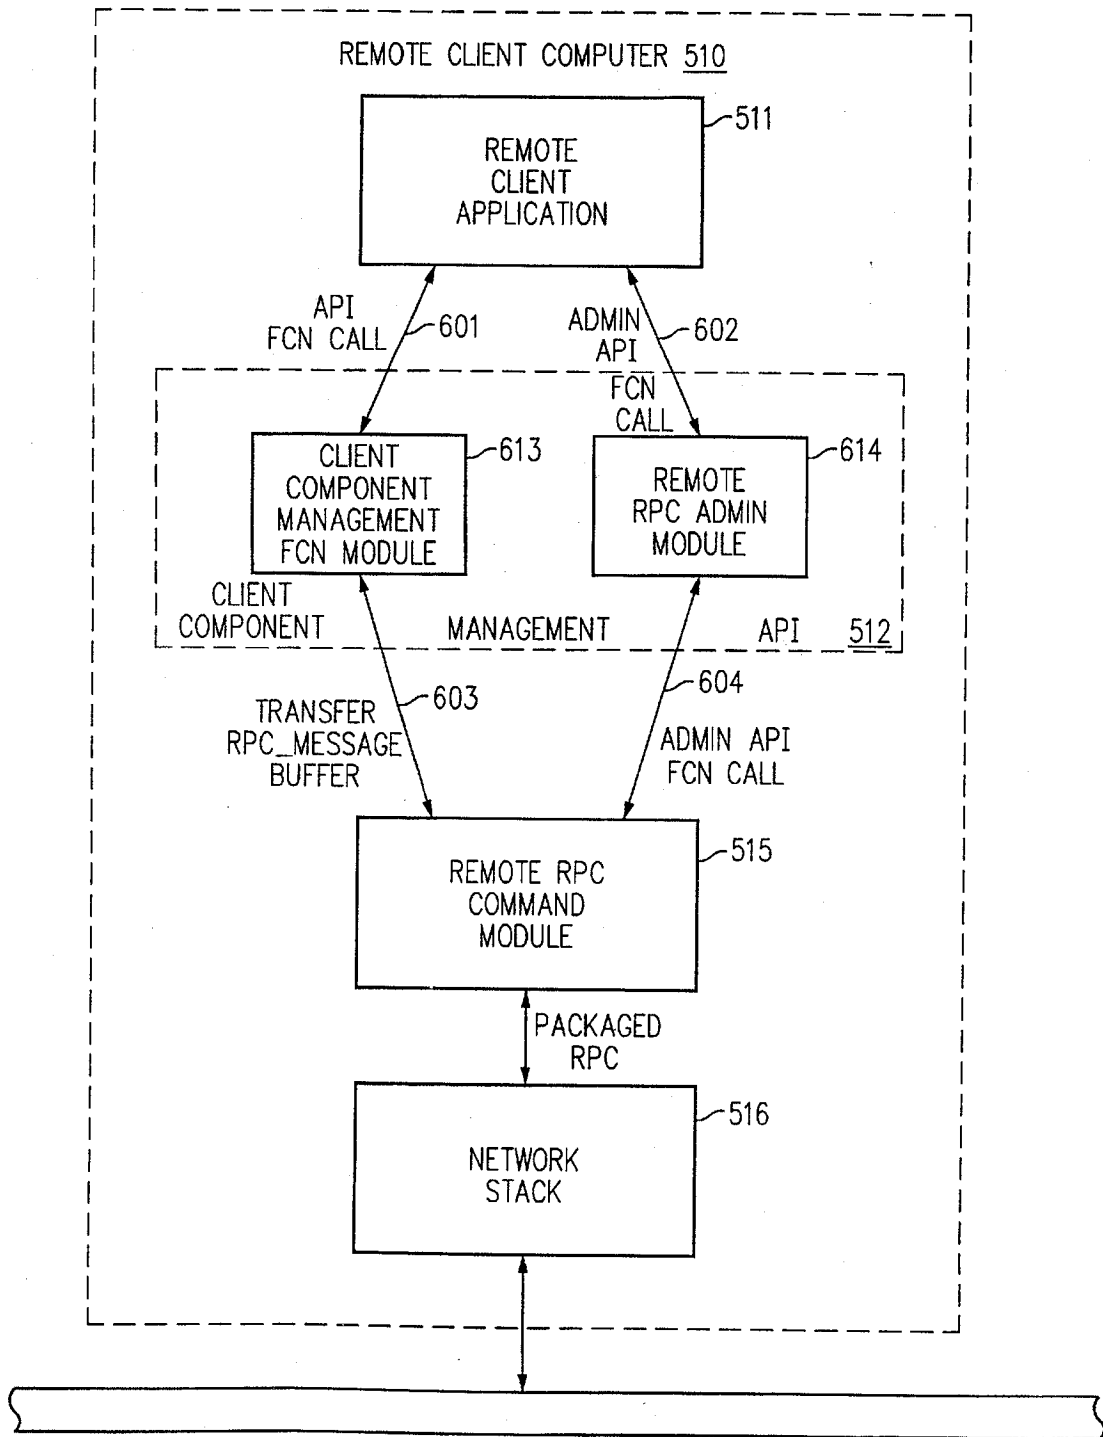 REMOTE CLIENT COMPUTER 510
511
REMOTE
CLIENT
APPLICATION
API
FCN CALL
601
ADMIN
API
FCN
CALL
602
CLIENT
COMPONENT
MANAGEMENT
FCN MODULE
613
REMOTE
RPC ADMIN
MODULE
614
CLIENT
COMPONENT MANAGEMENT API 512
603
TRANSFER
RPC_MESSAGE
BUFFER
604
ADMIN API
FCN CALL
515
REMOTE RPC
COMMAND
MODULE
PACKAGED
RPC
516
NETWORK
STACK